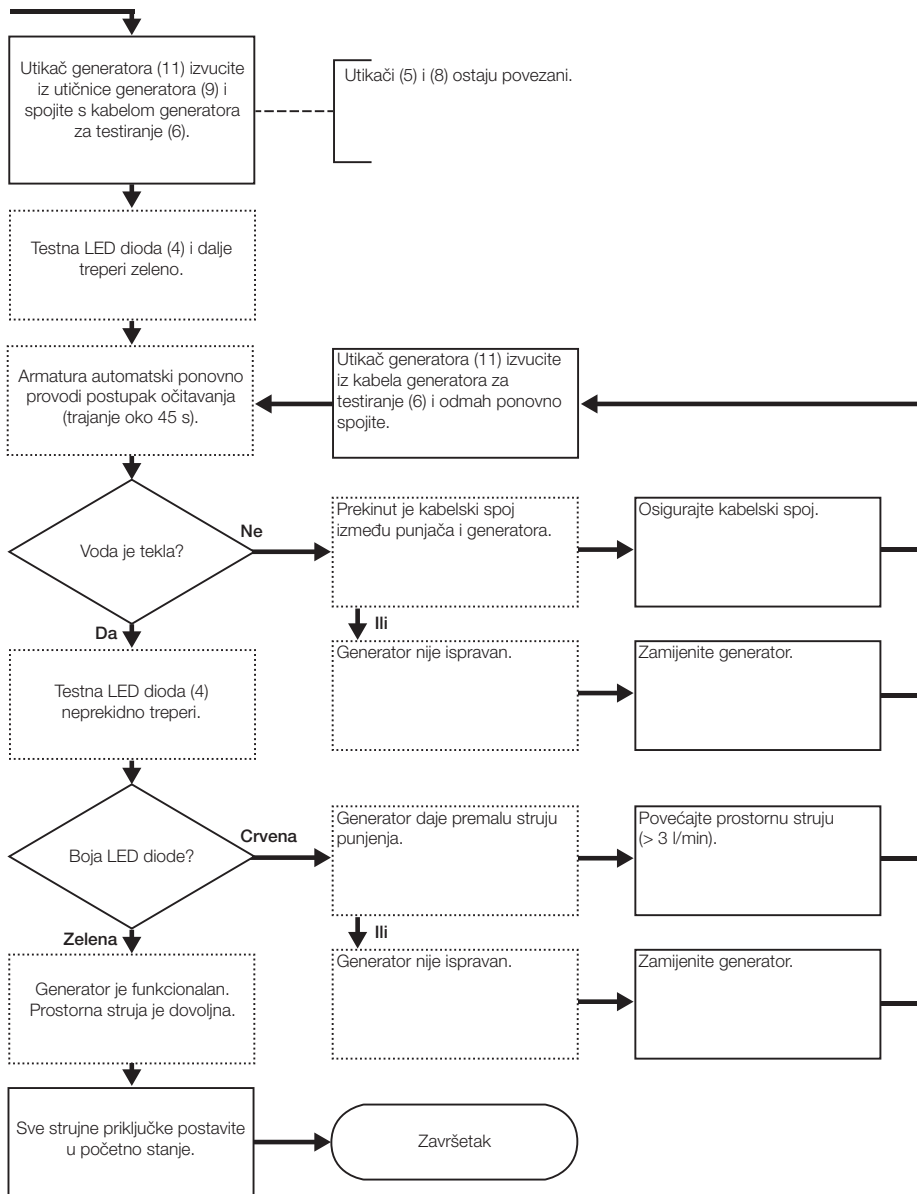 Utikač generatora (11) izvucite
iz utičnice generatora (9) i
spojite s kabelom generatora
za testiranje (6).
Utikači (5) i (8) ostaju povezani.
Testna LED dioda (4) i dalje
treperi zeleno.
Armatura automatski ponovno
provodi postupak očitavanja
(trajanje oko 45 s).
Utikač generatora (11) izvucite
iz kabela generatora za
testiranje (6) i odmah ponovno
spojite.
Voda je tekla?
Ne
Prekinut je kabelski spoj
između punjača i generatora.
Osigurajte kabelski spoj.
Da
Ili
Generator nije ispravan.
Zamijenite generator.
Testna LED dioda (4)
neprekidno treperi.
Boja LED diode?
Crvena
Generator daje premalu struju
punjenja.
Povećajte prostornu struju
(> 3 l/min).
Zelena
Ili
Generator nije ispravan.
Zamijenite generator.
Generator je funkcionalan.
Prostorna struja je dovoljna.
Sve strujne priključke postavite
u početno stanje.
Završetak